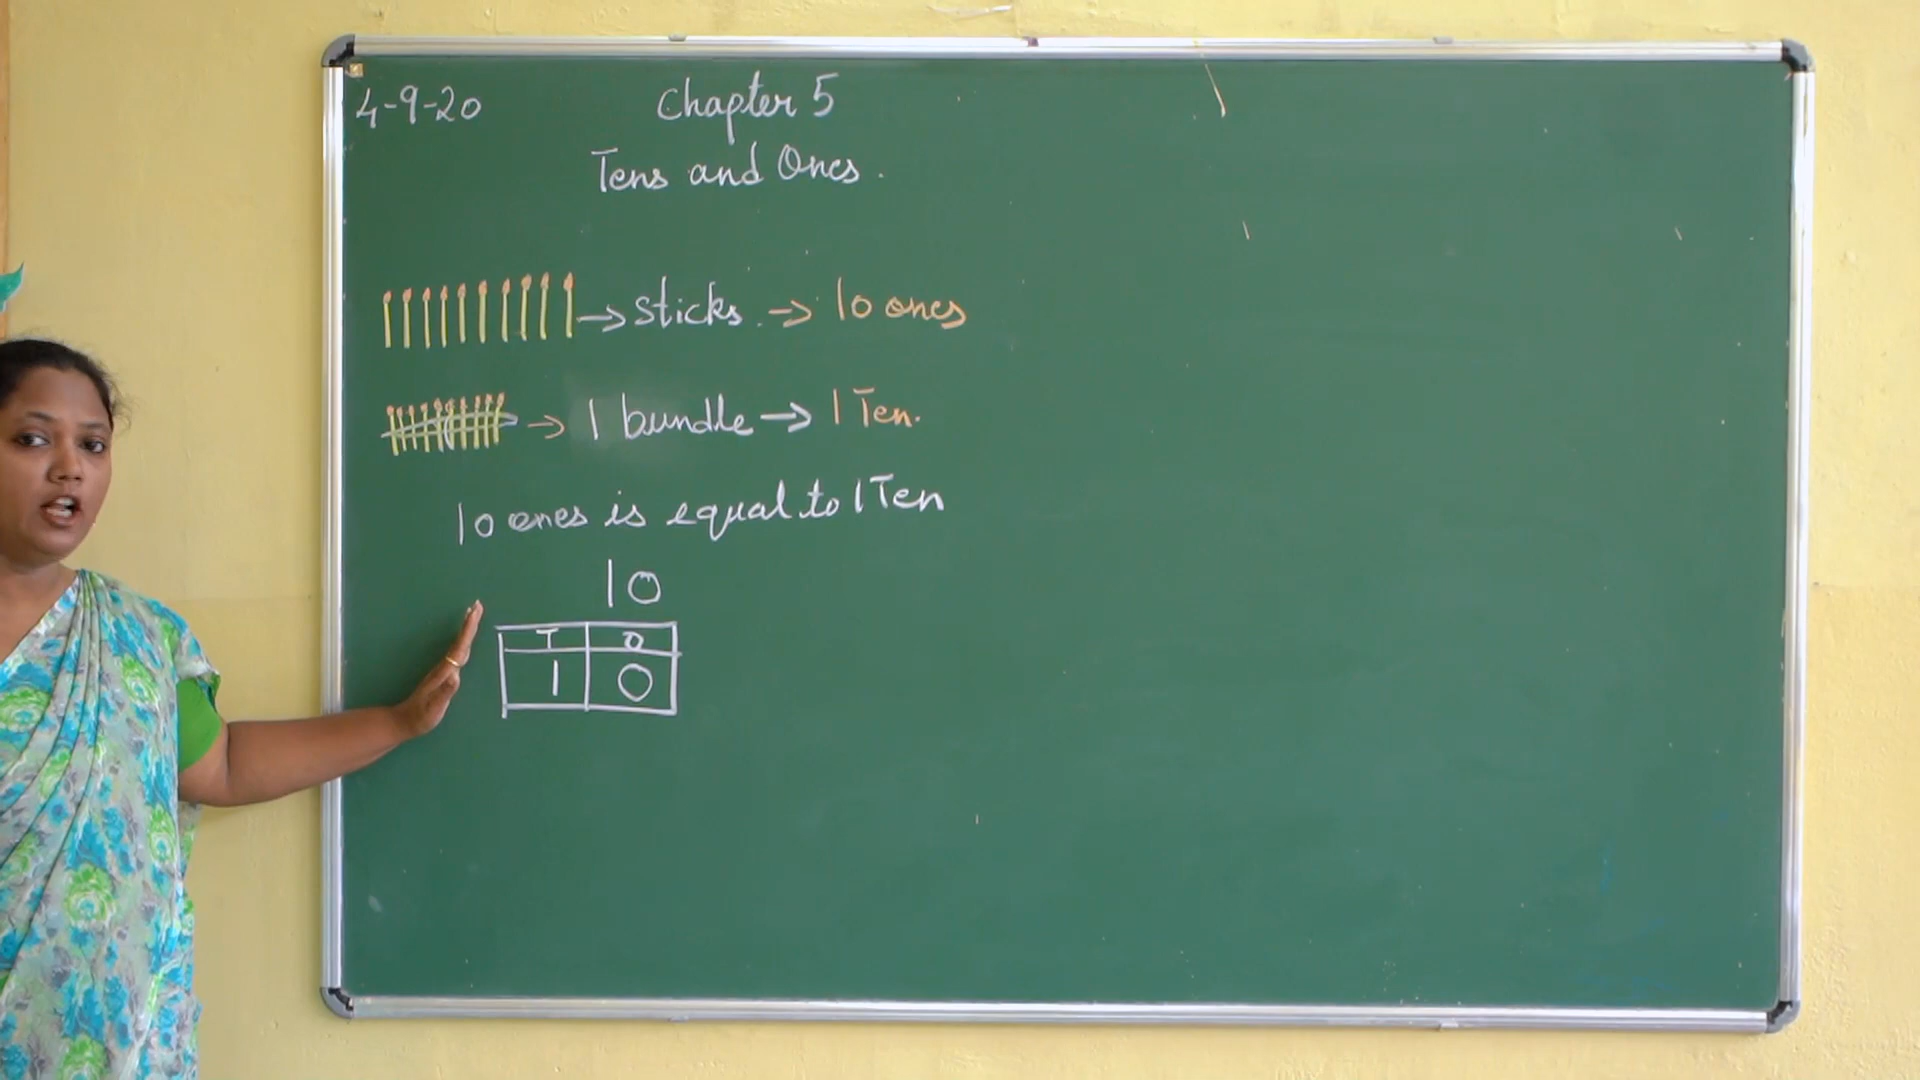 4-9-20
Chapter 5
Tens and Ones.
→ sticks. → 10 ones
→ 1 bundle → 1 Ten.
10 ones is equal to 1 Ten
10
T O
1 0